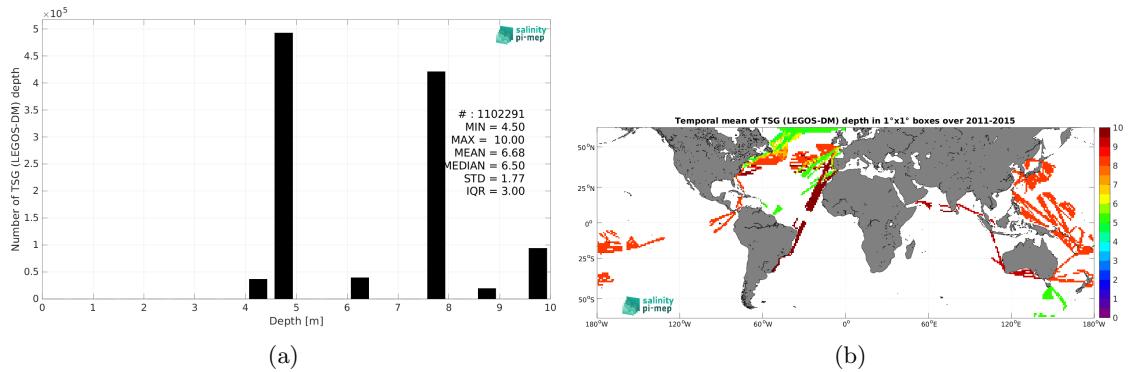 ×10⁵
5
4.5
4
3.5
3
2.5
2
1.5
1
0.5
0
Number of TSG (LEGOS-DM) depth
salinity
pi-mep
# : 1102291
MIN = 4.50
MAX = 10.00
MEAN = 6.68
MEDIAN = 6.50
STD = 1.77
IQR = 3.00
0 1 2 3 4 5 6 7 8 9 10
Depth [m]
(a)
Temporal mean of TSG (LEGOS-DM) depth in 1°x1° boxes over 2011-2015
50°N
25°N
0°
25°S
50°S
salinity
pi-mep
180°W 120°W 60°W 0° 60°E 120°E 180°W
10
9
8
7
6
5
4
3
2
1
0
(b)